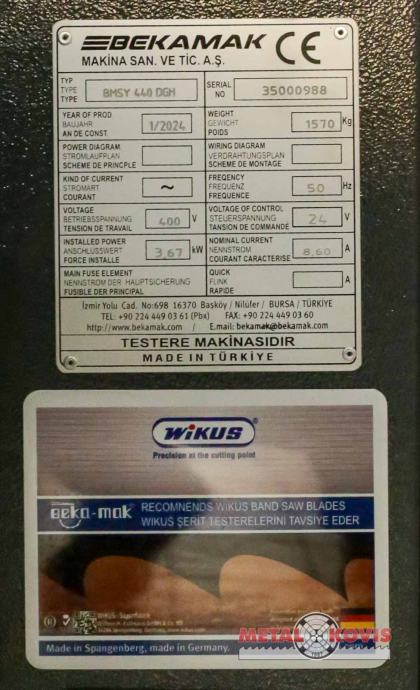 BEKAMAK CE
MAKİNA SAN. VE TİC. A.Ş.
TYP
TYPE
TYPE
BMSY 440 DGH
SERIAL
NO
35000988
YEAR OF PROD
BAUJAHR
AN DE CONST.
1/2024
WEIGHT
GEWICHT
POIDS
1570 Kg
POWER DIAGRAM
STROMLAUFPLAN
SCHEME DE PRINCPLE
WIRING DIAGRAM
VERDRAHTUNGSPLAN
SCHEME DE MONTAGE
KIND OF CURRENT
STROMART
COURANT
~
FREQENCY
FREQUENZ
FREQUENCE
50 Hz
VOLTAGE
BETRIEBSSPANNUNG
TENSION DE TRAVAIL
400 V
VOLTAGE OF CONTROL
STEUERSPANNUNG
TANSION DE COMMANDE
24 V
INSTALLED POWER
ANSCHLUSSWERT
FORCE INSTALLE
3,67 kW
NOMINAL CURRENT
NENNSTROM
COURANT CARACTERISE
8,60 A
MAIN FUSE ELEMENT
NENNSTROM DER HAUPTSICHERUNG
FUSIBLE DER PRINCIPAL
QUICK
FLINK
RAPIDE
A
İzmir Yolu Cad. No:698 16370 Başköy / Nilüfer / BURSA / TÜRKİYE
TEL: +90 224 449 03 61 (Pbx) FAX: +90 224 449 03 60
http://www.bekamak.com / E.mail: bekamak@bekamak.com
TESTERE MAKİNASIDIR
MADE IN TÜRKİYE
WIKUS®
Precision at the cutting point
Beka-mak
RECOMNENDS WIKUS BAND SAW BLADES
WIKUS ŞERİT TESTERELERİNİ TAVSİYE EDER
Made in Spangenberg, made in Germany.
METAL KOVIS